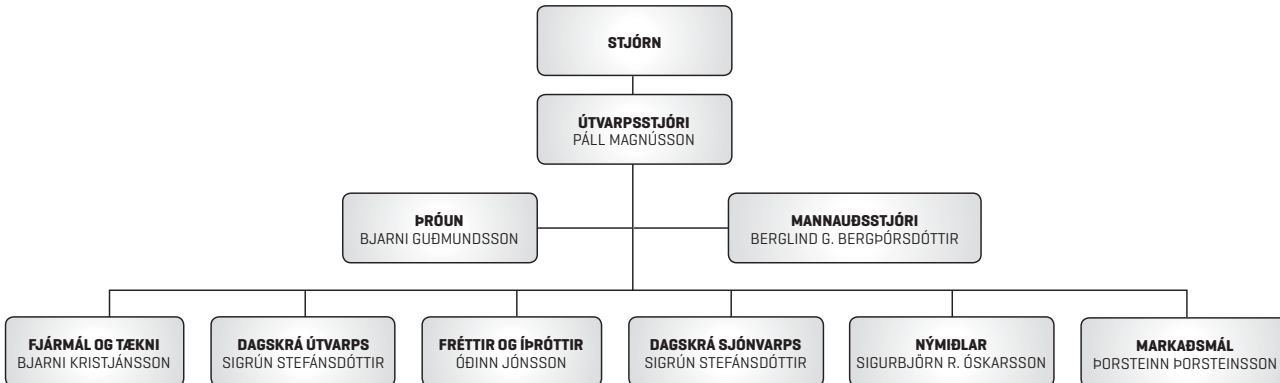 STJÓRN
ÚTVARPSSTJÓRI
PÁLL MAGNÚSSON
ÞRÓUN
BJARNI GUÐMUNDSSON
MANNAUÐSSTJÓRI
BERGLIND G. BERGÞÓRSDÓTTIR
FJÁRMÁL OG TÆKNI
BJARNI KRISTJÁNSSON
DAGSKRÁ ÚTVARPS
SIGRÚN STEFÁNSDÓTTIR
FRÉTTIR OG ÍÞRÓTTIR
ÓÐINN JÓNSSON
DAGSKRÁ SJÓNVARPS
SIGRÚN STEFÁNSDÓTTIR
NÝMIÐLAR
SIGURBJÖRN R. ÓSKARSSON
MARKAÐSMÁL
ÞORSTEINN ÞORSTEINSSON